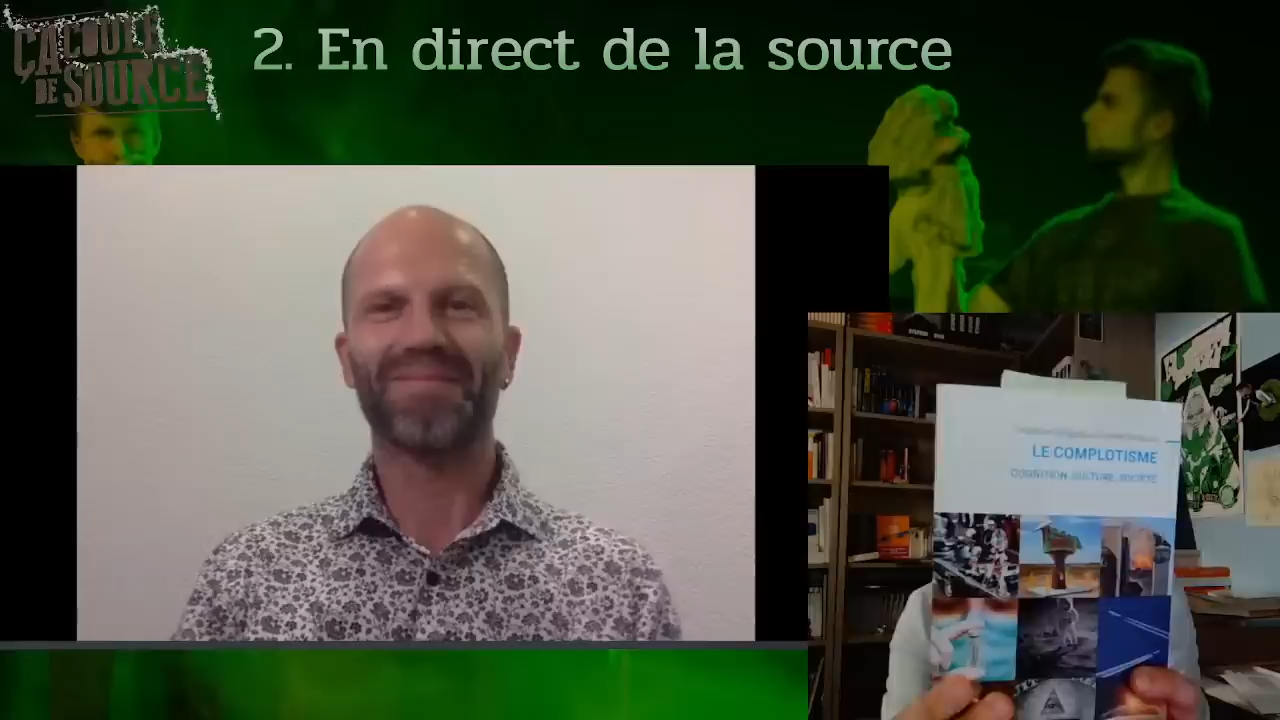 ÇA COULE
DE SOURCE
2. En direct de la source
LE COMPLOTISME
COGNITION, CULTURE, SOCIÉTÉ